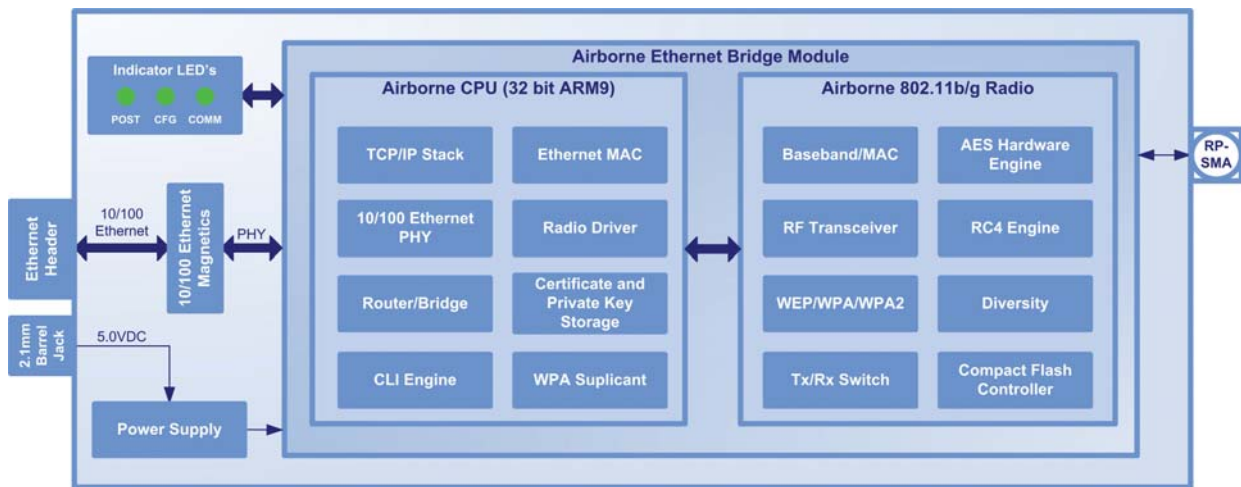 Airborne Ethernet Bridge Module
Indicator LED's
POST CFG COMM
Airborne CPU (32 bit ARM9)
TCP/IP Stack
Ethernet MAC
10/100 Ethernet
PHY
Radio Driver
Router/Bridge
Certificate and
Private Key
Storage
CLI Engine
WPA Suplicant
Airborne 802.11b/g Radio
Baseband/MAC
AES Hardware
Engine
RF Transceiver
RC4 Engine
WEP/WPA/WPA2
Diversity
Tx/Rx Switch
Compact Flash
Controller
RP-
SMA
Ethernet
Header
10/100
Ethernet
10/100 Ethernet
Magnetics
PHY
2.1mm
Barrel
Jack
5.0VDC
Power Supply